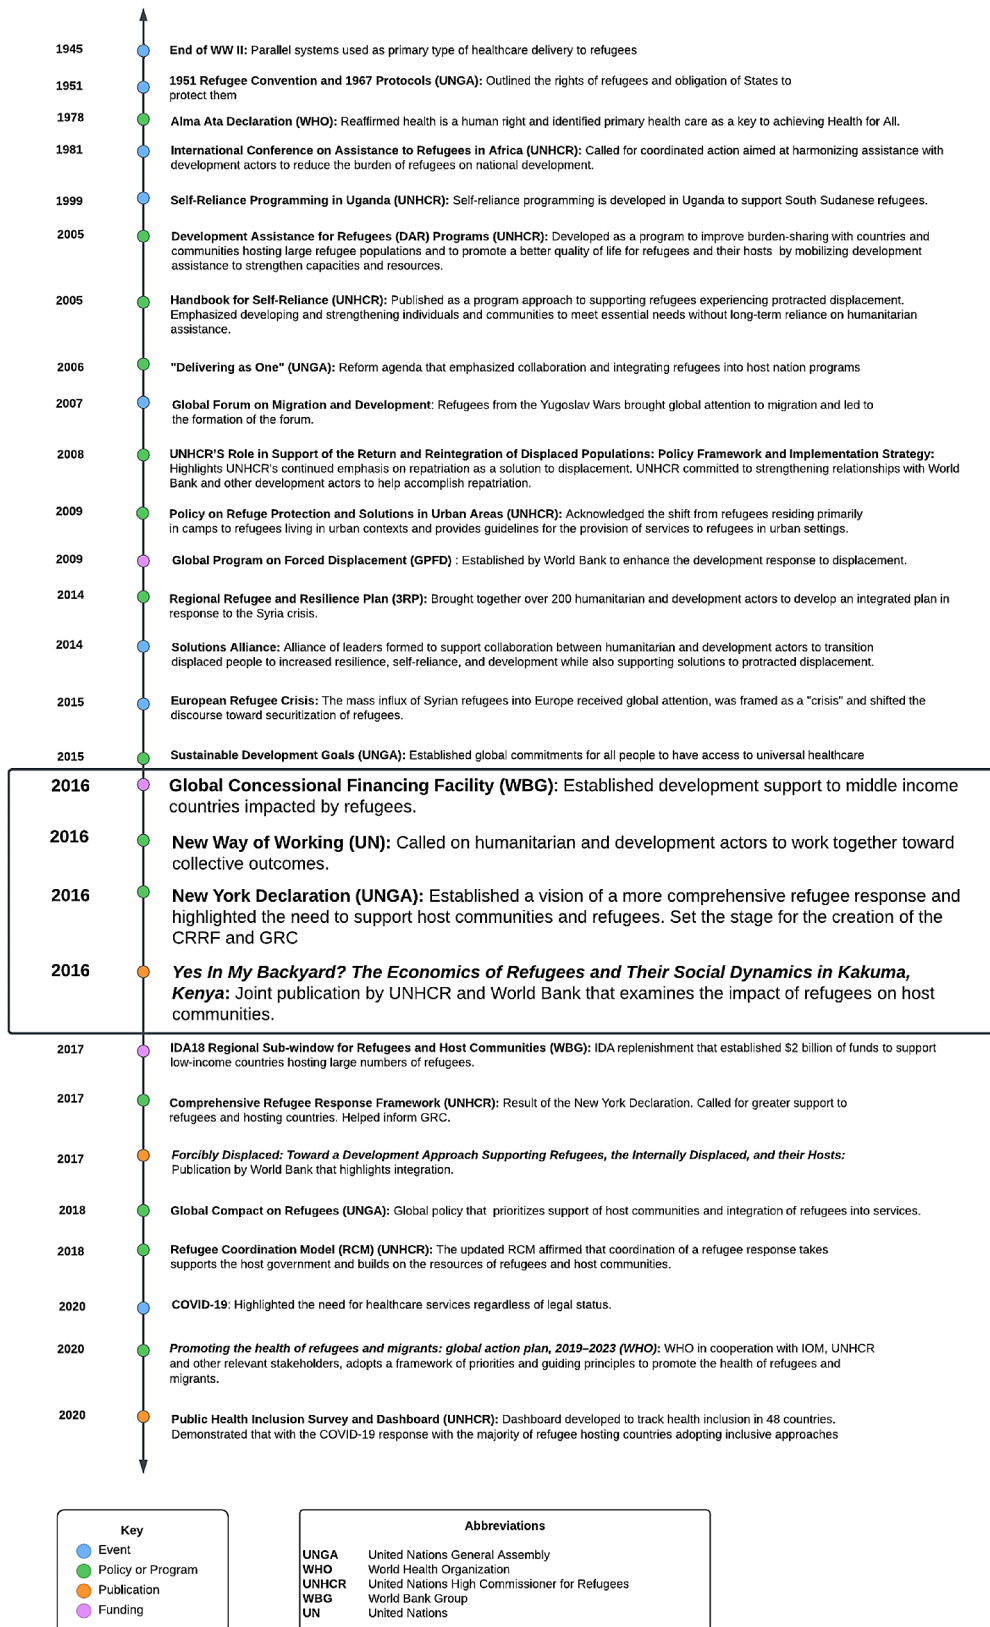 1945 End of WW II: Parallel systems used as primary type of healthcare delivery to refugees
1951 1951 Refugee Convention and 1967 Protocols (UNGA): Outlined the rights of refugees and obligation of States to
protect them
1978 Alma Ata Declaration (WHO): Reaffirmed health is a human right and identified primary health care as a key to achieving Health for All.
1981 International Conference on Assistance to Refugees in Africa (UNHCR): Called for coordinated action aimed at harmonizing assistance with
development actors to reduce the burden of refugees on national development.
1999 Self-Reliance Programming in Uganda (UNHCR): Self-reliance programming is developed in Uganda to support South Sudanese refugees.
2005 Development Assistance for Refugees (DAR) Programs (UNHCR): Developed as a program to improve burden-sharing with countries and
communities hosting large refugee populations and to promote a better quality of life for refugees and their hosts by mobilizing development
assistance to strengthen capacities and resources.
2005 Handbook for Self-Reliance (UNHCR): Published as a program approach to supporting refugees experiencing protracted displacement.
Emphasized developing and strengthening individuals and communities to meet essential needs without long-term reliance on humanitarian
assistance.
2006 "Delivering as One" (UNGA): Reform agenda that emphasized collaboration and integrating refugees into host nation programs
2007 Global Forum on Migration and Development: Refugees from the Yugoslav Wars brought global attention to migration and led to
the formation of the forum.
2008 UNHCR'S Role in Support of the Return and Reintegration of Displaced Populations: Policy Framework and Implementation Strategy:
Highlights UNHCR's continued emphasis on repatriation as a solution to displacement. UNHCR committed to strengthening relationships with World
Bank and other development actors to help accomplish repatriation.
2009 Policy on Refuge Protection and Solutions in Urban Areas (UNHCR): Acknowledged the shift from refugees residing primarily
in camps to refugees living in urban contexts and provides guidelines for the provision of services to refugees in urban settings.
2009 Global Program on Forced Displacement (GPFD) : Established by World Bank to enhance the development response to displacement.
2014 Regional Refugee and Resilience Plan (3RP): Brought together over 200 humanitarian and development actors to develop an integrated plan in
response to the Syria crisis.
2014 Solutions Alliance: Alliance of leaders formed to support collaboration between humanitarian and development actors to transition
displaced people to increased resilience, self-reliance, and development while also supporting solutions to protracted displacement.
2015 European Refugee Crisis: The mass influx of Syrian refugees into Europe received global attention, was framed as a "crisis" and shifted the
discourse toward securitization of refugees.
2015 Sustainable Development Goals (UNGA): Established global commitments for all people to have access to universal healthcare
2016 Global Concessional Financing Facility (WBG): Established development support to middle income
countries impacted by refugees.
2016 New Way of Working (UN): Called on humanitarian and development actors to work together toward
collective outcomes.
2016 New York Declaration (UNGA): Established a vision of a more comprehensive refugee response and
highlighted the need to support host communities and refugees. Set the stage for the creation of the
CRRF and GRC
2016 Yes In My Backyard? The Economics of Refugees and Their Social Dynamics in Kakuma,
Kenya: Joint publication by UNHCR and World Bank that examines the impact of refugees on host
communities.
2017 IDA18 Regional Sub-window for Refugees and Host Communities (WBG): IDA replenishment that established $2 billion of funds to support
low-income countries hosting large numbers of refugees.
2017 Comprehensive Refugee Response Framework (UNHCR): Result of the New York Declaration. Called for greater support to
refugees and hosting countries. Helped inform GRC.
2017 Forcibly Displaced: Toward a Development Approach Supporting Refugees, the Internally Displaced, and their Hosts:
Publication by World Bank that highlights integration.
2018 Global Compact on Refugees (UNGA): Global policy that prioritizes support of host communities and integration of refugees into services.
2018 Refugee Coordination Model (RCM) (UNHCR): The updated RCM affirmed that coordination of a refugee response takes
supports the host government and builds on the resources of refugees and host communities.
2020 COVID-19: Highlighted the need for healthcare services regardless of legal status.
2020 Promoting the health of refugees and migrants: global action plan, 2019–2023 (WHO): WHO in cooperation with IOM, UNHCR
and other relevant stakeholders, adopts a framework of priorities and guiding principles to promote the health of refugees and
migrants.
2020 Public Health Inclusion Survey and Dashboard (UNHCR): Dashboard developed to track health inclusion in 48 countries.
Demonstrated that with the COVID-19 response with the majority of refugee hosting countries adopting inclusive approaches
Key
Event
Policy or Program
Publication
Funding
Abbreviations
UNGA United Nations General Assembly
WHO World Health Organization
UNHCR United Nations High Commissioner for Refugees
WBG World Bank Group
UN United Nations